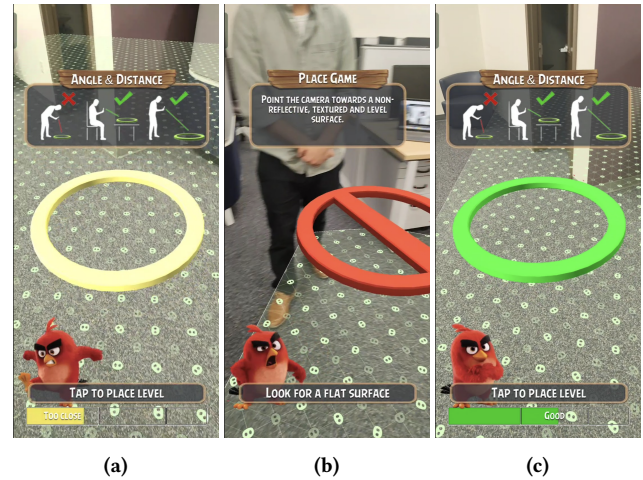 ANGLE & DISTANCE
TAP TO PLACE LEVEL
TOO CLOSE
(a)
PLACE GAME
POINT THE CAMERA TOWARDS A NON-
REFLECTIVE, TEXTURED AND LEVEL
SURFACE.
LOOK FOR A FLAT SURFACE
(b)
ANGLE & DISTANCE
TAP TO PLACE LEVEL
GOOD
(c)